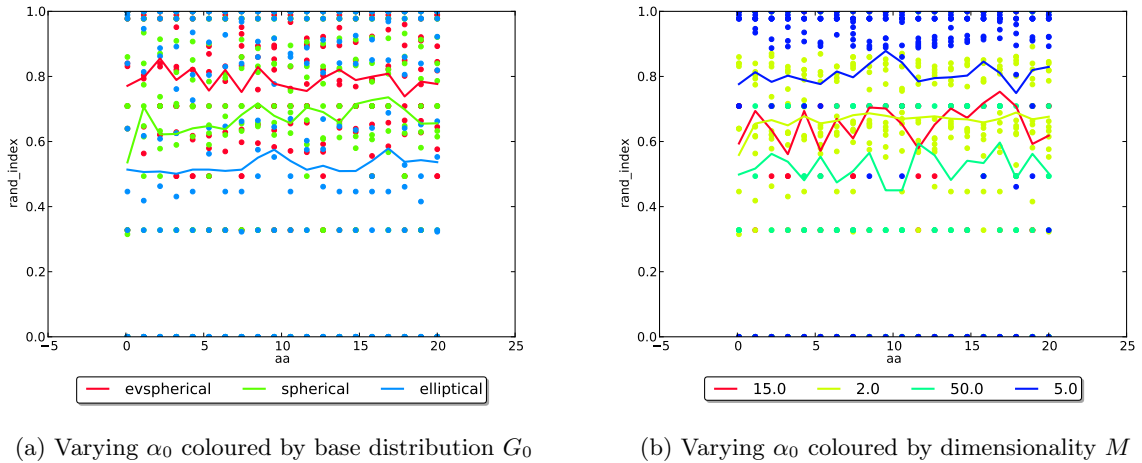 1.0
0.8
0.6
0.4
0.2
0.0
rand_index
−5 0 5 10 15 20 25
aa
evspherical spherical elliptical
(a) Varying α₀ coloured by base distribution G₀
1.0
0.8
0.6
0.4
0.2
0.0
rand_index
−5 0 5 10 15 20 25
aa
15.0 2.0 50.0 5.0
(b) Varying α₀ coloured by dimensionality M